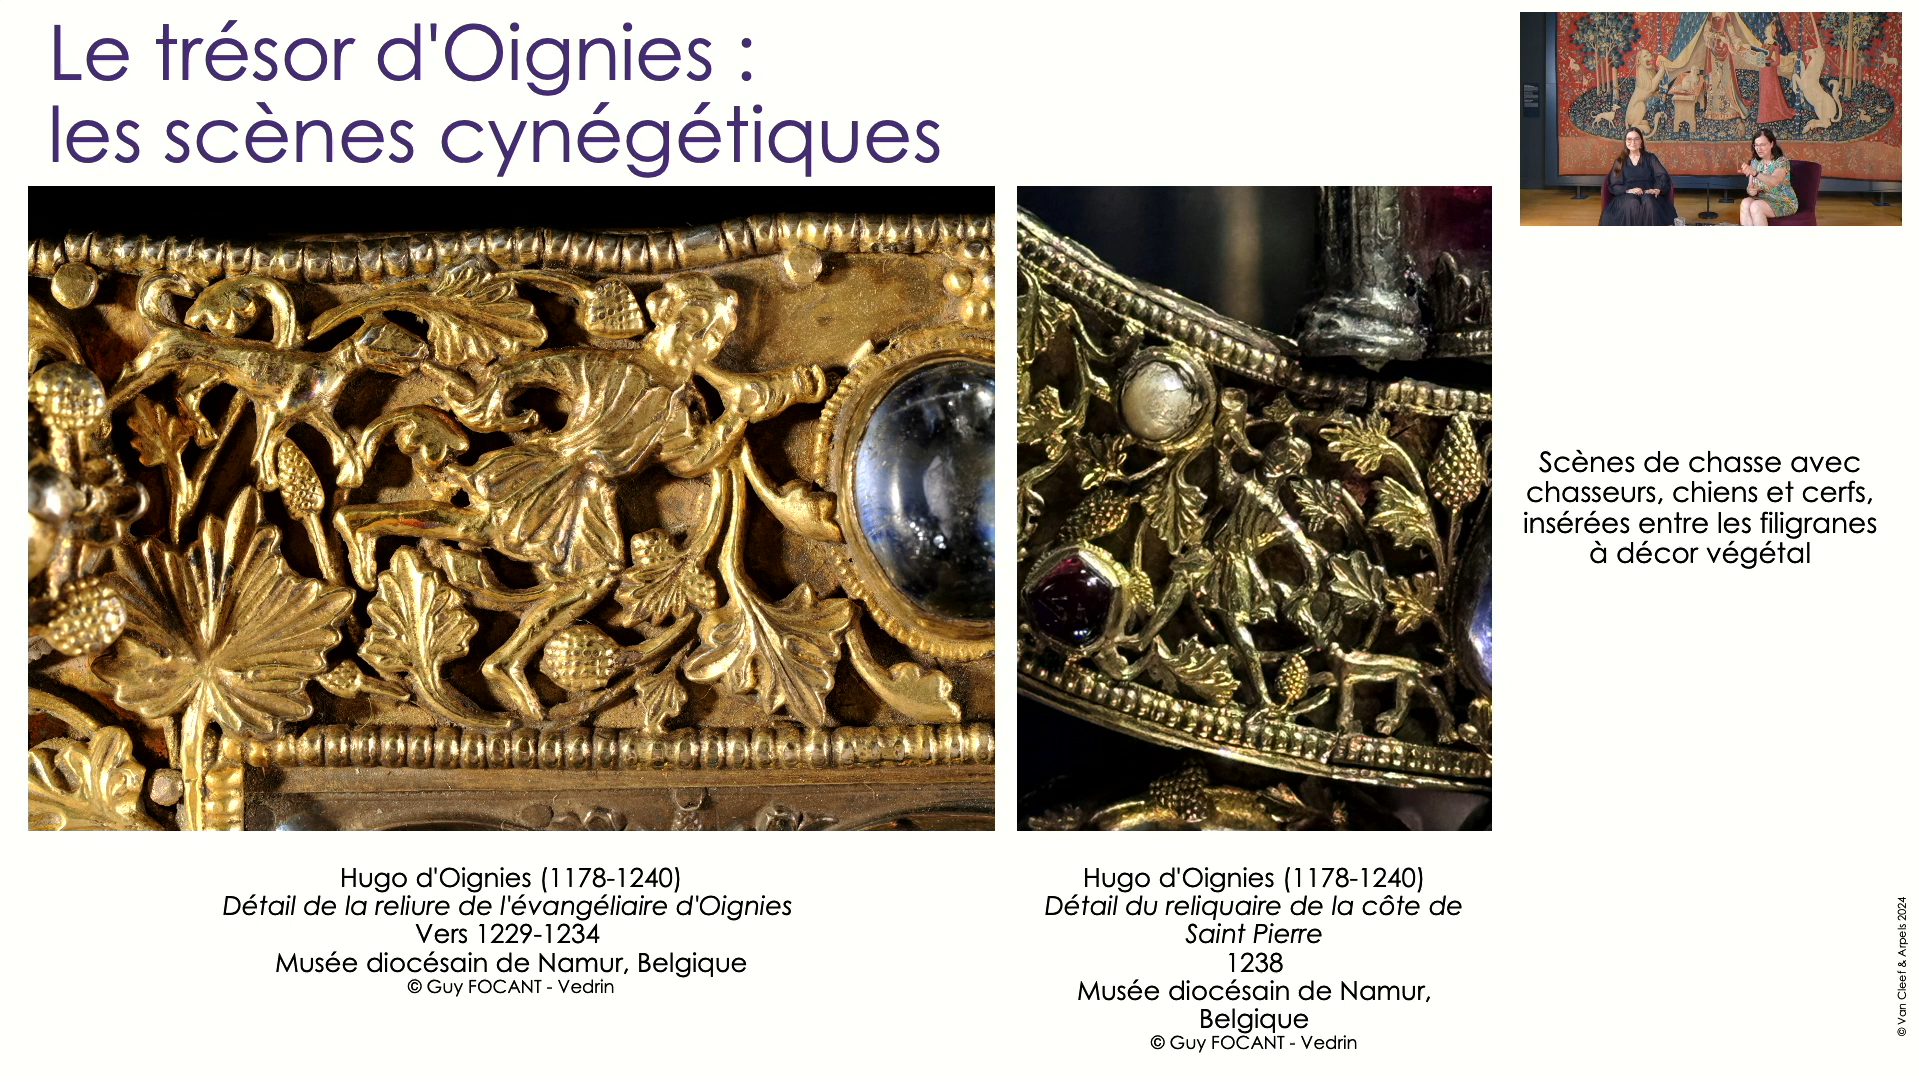 Le trésor d'Oignies :
les scènes cynégétiques
Scènes de chasse avec
chasseurs, chiens et cerfs,
insérées entre les filigranes
à décor végétal
Hugo d'Oignies (1178-1240)
Détail de la reliure de l'évangéliaire d'Oignies
Vers 1229-1234
Musée diocésain de Namur, Belgique
© Guy FOCANT - Vedrin
Hugo d'Oignies (1178-1240)
Détail du reliquaire de la côte de
Saint Pierre
1238
Musée diocésain de Namur,
Belgique
© Guy FOCANT - Vedrin
© Van Cleef & Arpels 2024